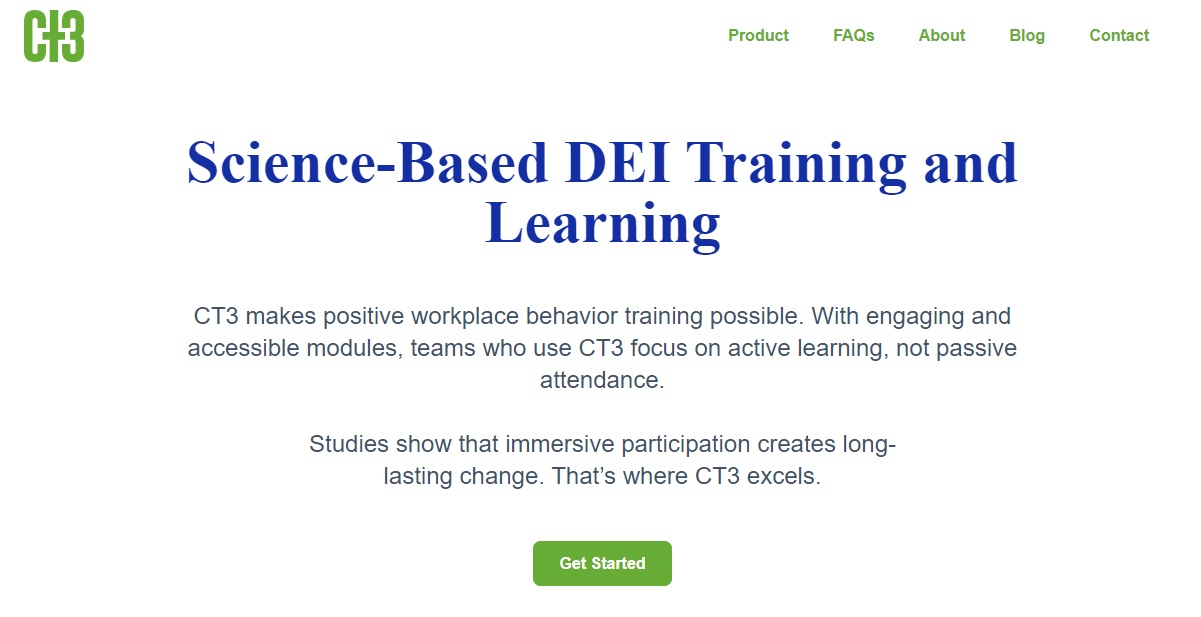 CT3
Product
FAQs
About
Blog
Contact
Science-Based DEI Training and
Learning
CT3 makes positive workplace behavior training possible. With engaging and
accessible modules, teams who use CT3 focus on active learning, not passive
attendance.
Studies show that immersive participation creates long-
lasting change. That’s where CT3 excels.
Get Started